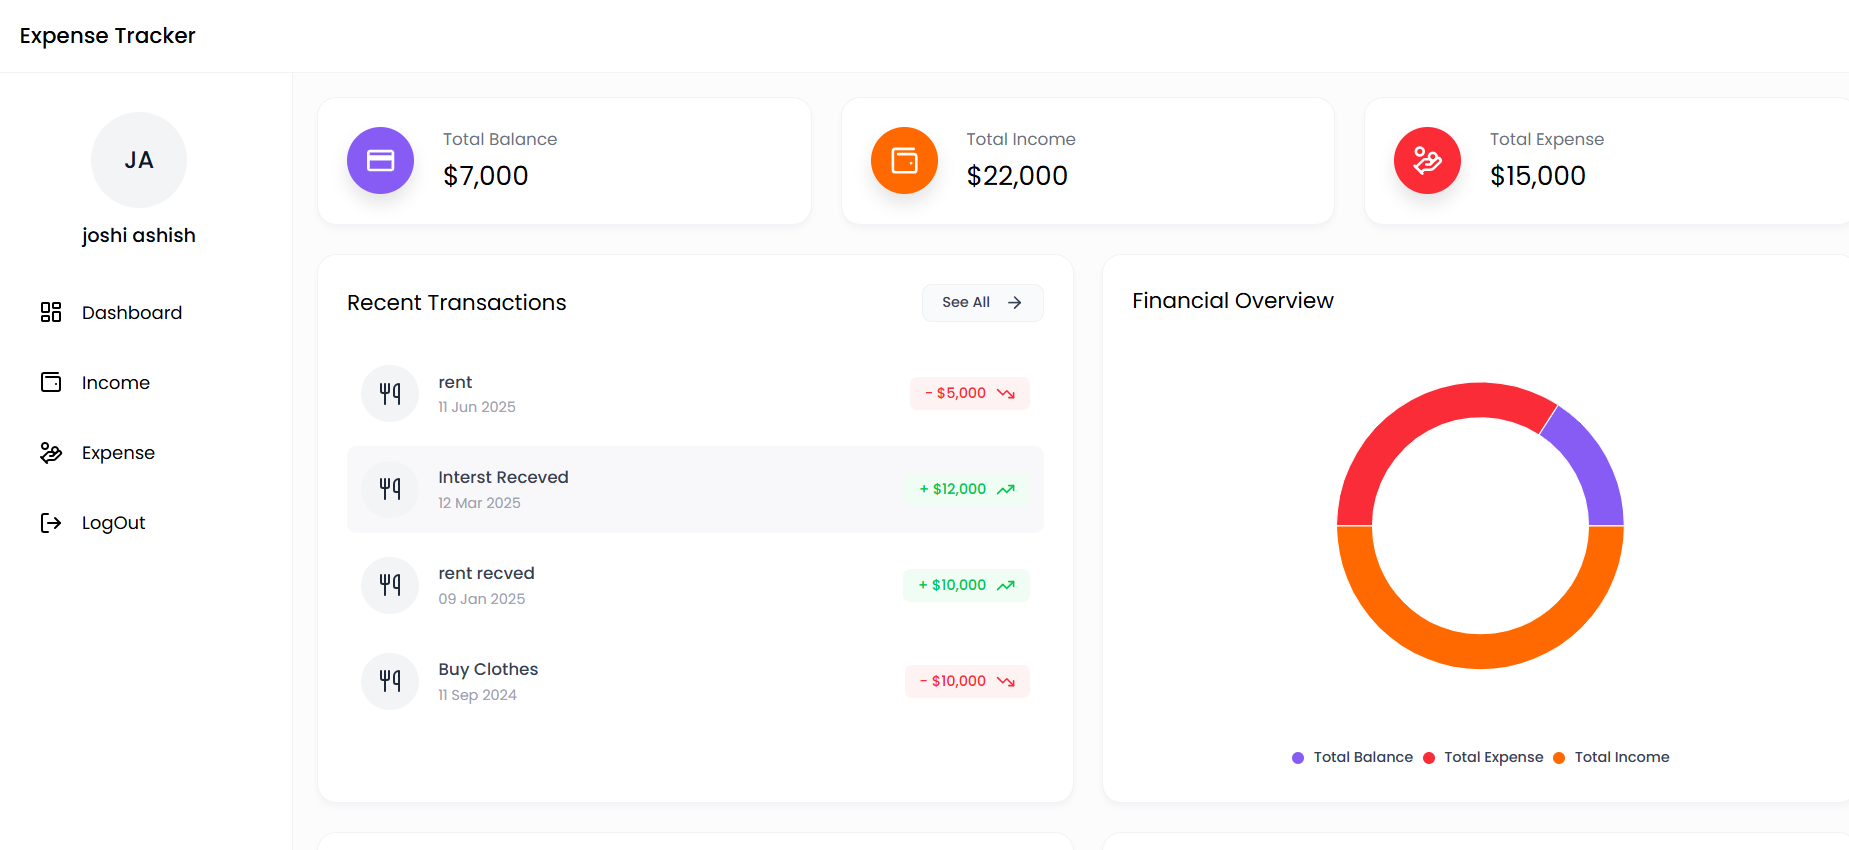 Expense Tracker
JA
joshi ashish
Dashboard
Income
Expense
LogOut
Total Balance
$7,000
Total Income
$22,000
Total Expense
$15,000
Recent Transactions
See All
rent
11 Jun 2025
- $5,000
Interst Receved
12 Mar 2025
+ $12,000
rent recved
09 Jan 2025
+ $10,000
Buy Clothes
11 Sep 2024
- $10,000
Financial Overview
Total Balance Total Expense Total Income